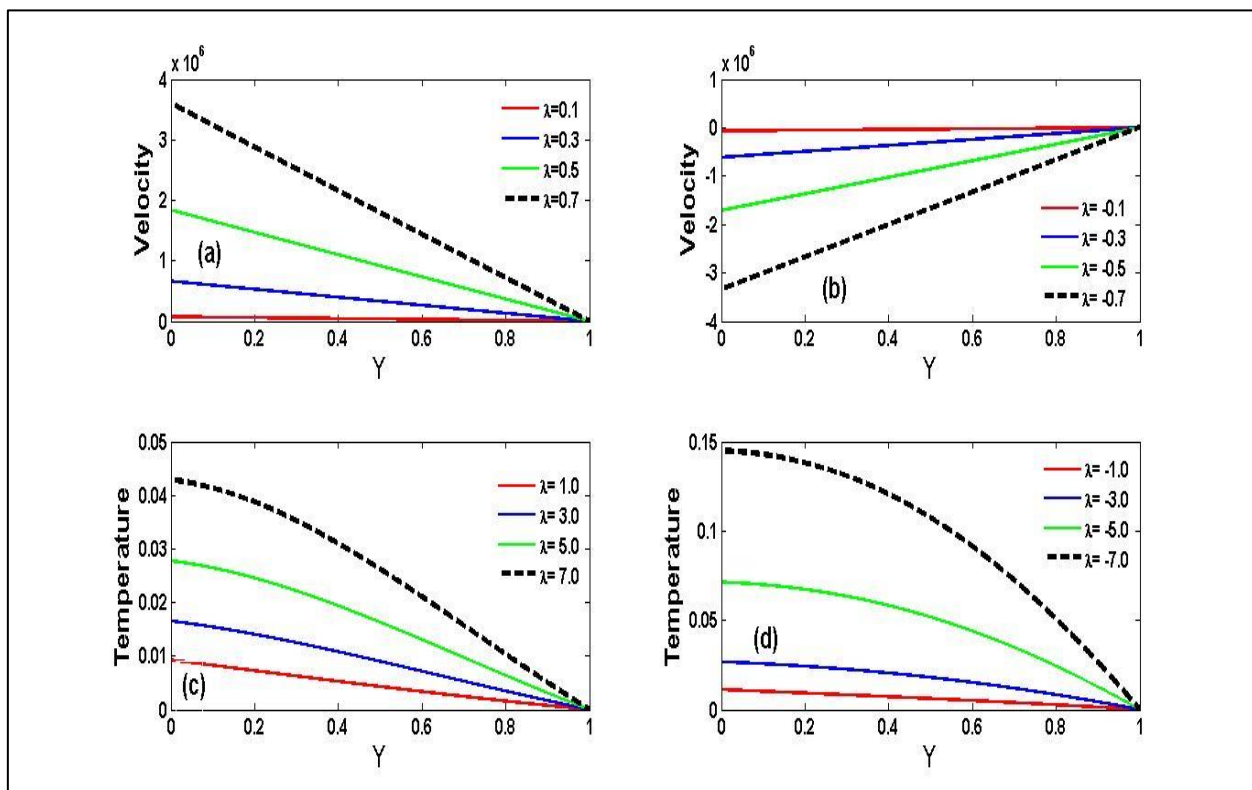 x 10^6
4
3
2
1
0
Velocity
(a)
λ=0.1
λ=0.3
λ=0.5
λ=0.7
0 0.2 0.4 0.6 0.8 1
Y
x 10^6
1
0
-1
-2
-3
-4
Velocity
(b)
λ= -0.1
λ= -0.3
λ= -0.5
λ= -0.7
0 0.2 0.4 0.6 0.8 1
Y
0.05
0.04
0.03
0.02
0.01
0
Temperature
(c)
λ= 1.0
λ= 3.0
λ= 5.0
λ= 7.0
0 0.2 0.4 0.6 0.8 1
Y
0.15
0.1
0.05
0
Temperature
(d)
λ= -1.0
λ= -3.0
λ= -5.0
λ= -7.0
0 0.2 0.4 0.6 0.8 1
Y